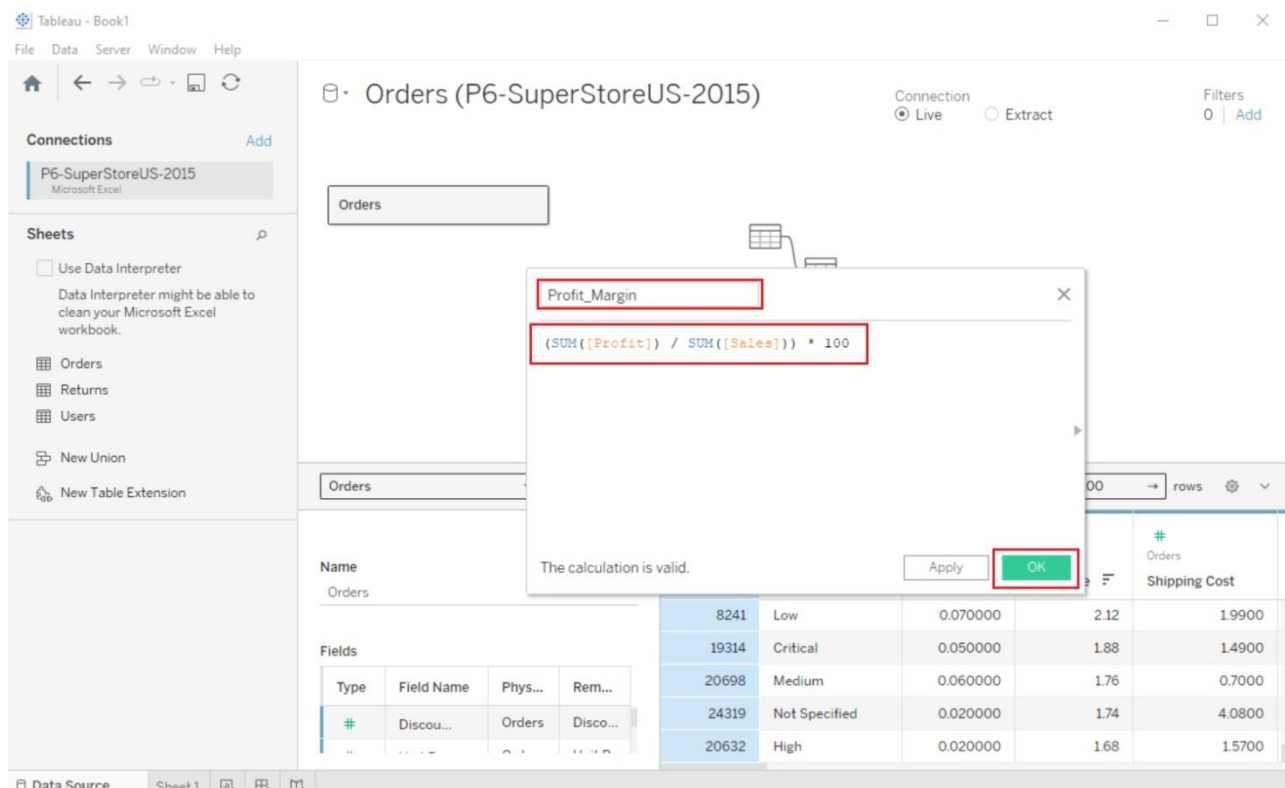 Tableau - Book1
File Data Server Window Help
Orders (P6-SuperStoreUS-2015)
Connection
Live Extract
Filters
0 Add
Connections Add
P6-SuperStoreUS-2015
Microsoft Excel
Sheets
Use Data Interpreter
Data Interpreter might be able to
clean your Microsoft Excel
workbook.
Orders
Returns
Users
New Union
New Table Extension
Orders
Profit_Margin
(SUM([Profit]) / SUM([Sales])) * 100
The calculation is valid.
Apply OK
Orders
00 rows
Name
Orders
Fields
Type Field Name Phys... Rem...
# Discou... Orders Disco...
#
Orders
Shipping Cost
8241 Low 0.070000 2.12 1.9900
19314 Critical 0.050000 1.88 1.4900
20698 Medium 0.060000 1.76 0.7000
24319 Not Specified 0.020000 1.74 4.0800
20632 High 0.020000 1.68 1.5700
Data Source Sheet 1